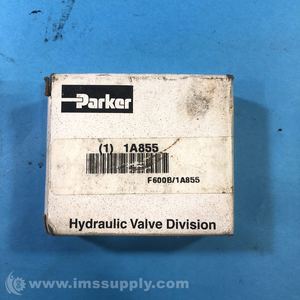 Parker
(1) 1A855
F600B/1A855
Hydraulic Valve Division
© www.imssupply.com